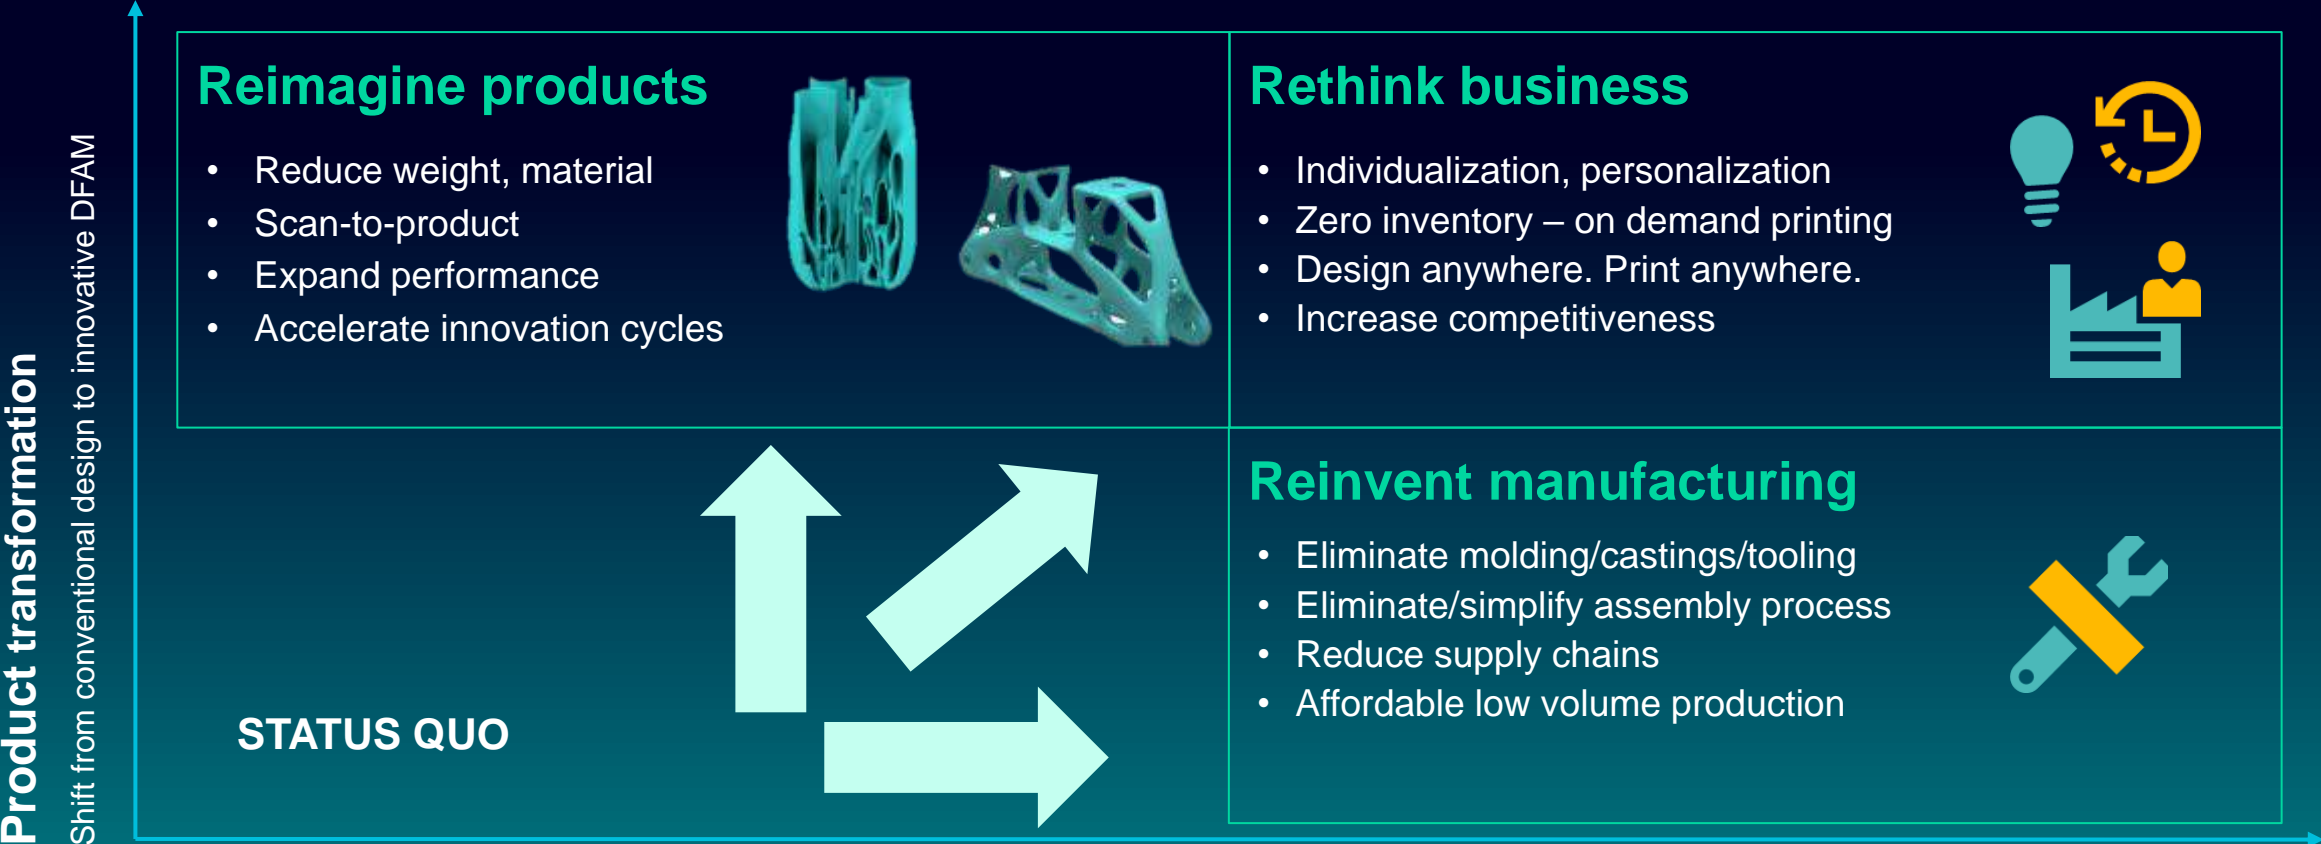 Product transformation
Shift from conventional design to innovative DFAM
Reimagine products
• Reduce weight, material
• Scan-to-product
• Expand performance
• Accelerate innovation cycles
Rethink business
• Individualization, personalization
• Zero inventory – on demand printing
• Design anywhere. Print anywhere.
• Increase competitiveness
STATUS QUO
Reinvent manufacturing
• Eliminate molding/castings/tooling
• Eliminate/simplify assembly process
• Reduce supply chains
• Affordable low volume production